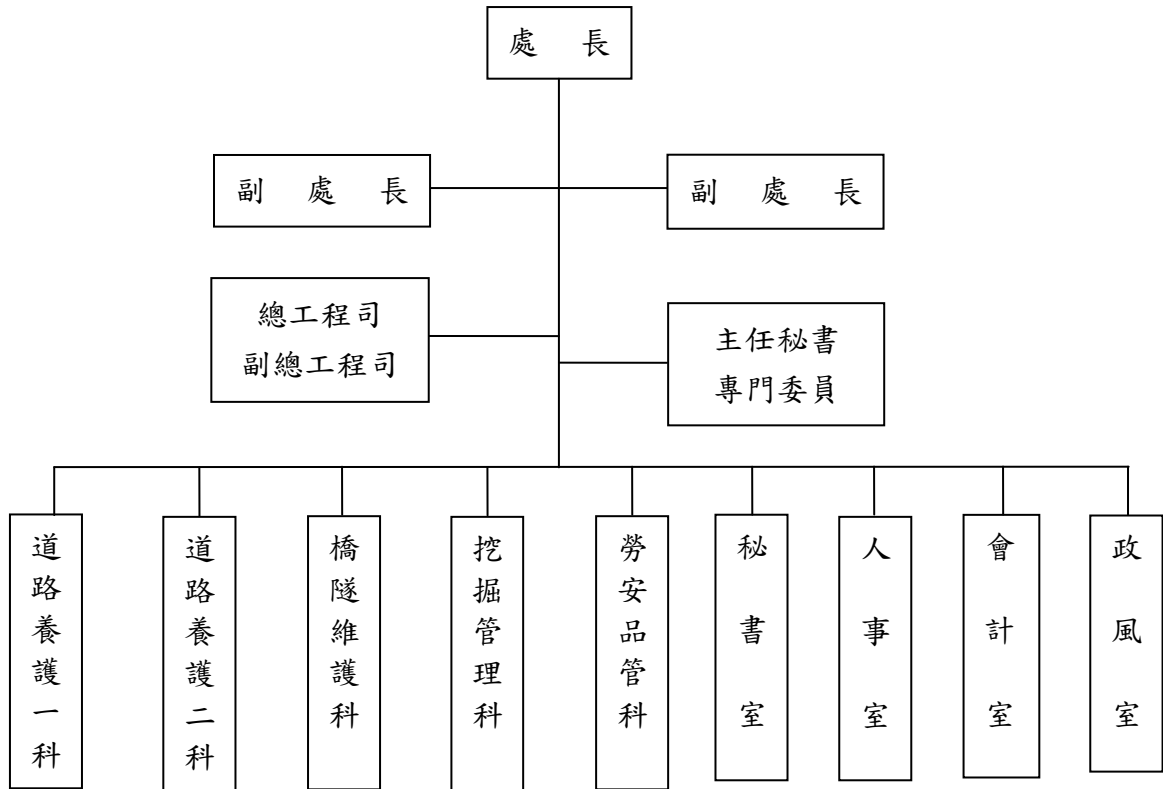 處 長
副 處 長
副 處 長
總工程司
副總工程司
主任秘書
專門委員
道路養護一科
道路養護二科
橋隧維護科
挖掘管理科
勞安品管科
秘書室
人事室
會計室
政風室